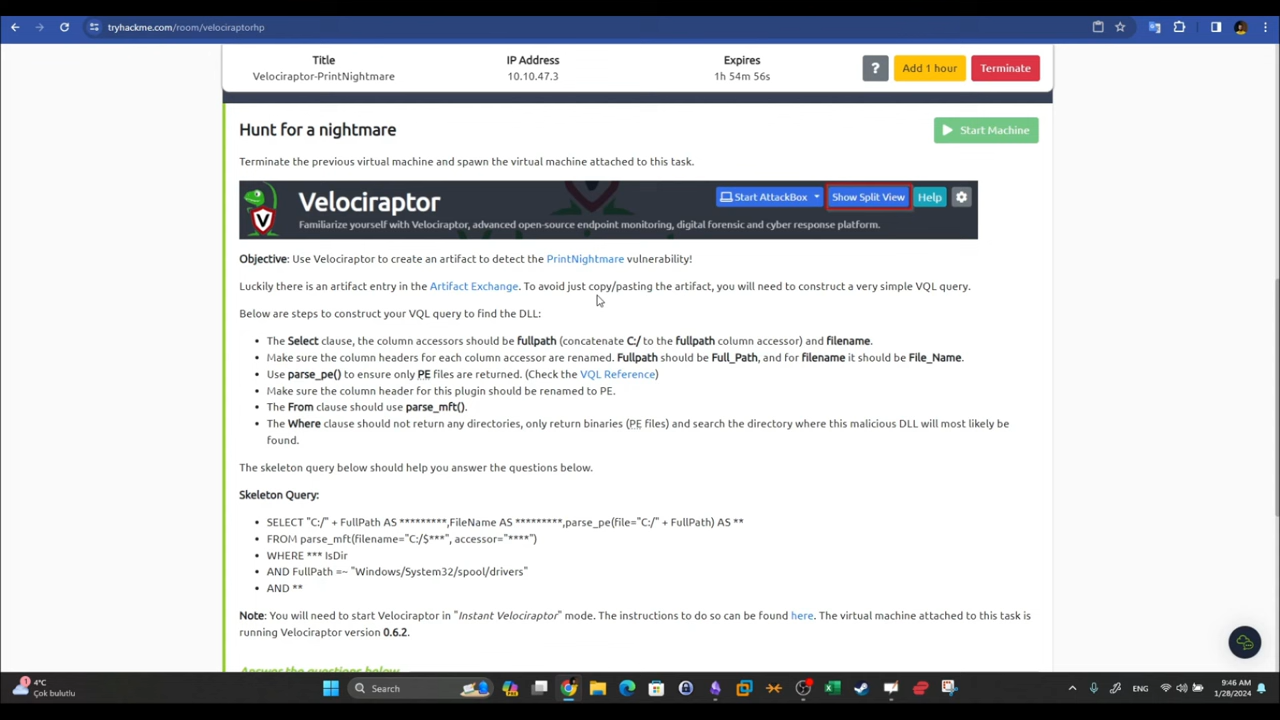 tryhackme.com/room/velociraptorhp
Title
IP Address
Expires
Velociraptor-PrintNightmare
10.10.47.3
1h 54m 56s
?
Add 1 hour
Terminate
Hunt for a nightmare
Start Machine
Terminate the previous virtual machine and spawn the virtual machine attached to this task.
Velociraptor
Start AttackBox
Show Split View
Help
Familiarize yourself with Velociraptor, advanced open-source endpoint monitoring, digital forensic and cyber response platform.
Objective: Use Velociraptor to create an artifact to detect the PrintNightmare vulnerability!
Luckily there is an artifact entry in the Artifact Exchange. To avoid just copy/pasting the artifact, you will need to construct a very simple VQL query.
Below are steps to construct your VQL query to find the DLL:
• The Select clause, the column accessors should be fullpath (concatenate C:/ to the fullpath column accessor) and filename.
• Make sure the column headers for each column accessor are renamed. Fullpath should be Full_Path, and for filename it should be File_Name.
• Use parse_pe() to ensure only PE files are returned. (Check the VQL Reference)
• Make sure the column header for this plugin should be renamed to PE.
• The From clause should use parse_mft().
• The Where clause should not return any directories, only return binaries (PE files) and search the directory where this malicious DLL will most likely be
found.
The skeleton query below should help you answer the questions below.
Skeleton Query:
• SELECT "C:/" + FullPath AS *********,FileName AS *********,parse_pe(file="C:/" + FullPath) AS **
• FROM parse_mft(filename="C:/$***", accessor="****")
• WHERE *** IsDir
• AND FullPath =~ "Windows/System32/spool/drivers"
• AND **
Note: You will need to start Velociraptor in "Instant Velociraptor" mode. The instructions to do so can be found here. The virtual machine attached to this task is
running Velociraptor version 0.6.2.
Answer the questions below
1
4°C
Çok bulutlu
Search
ENG
9:46 AM
1/28/2024